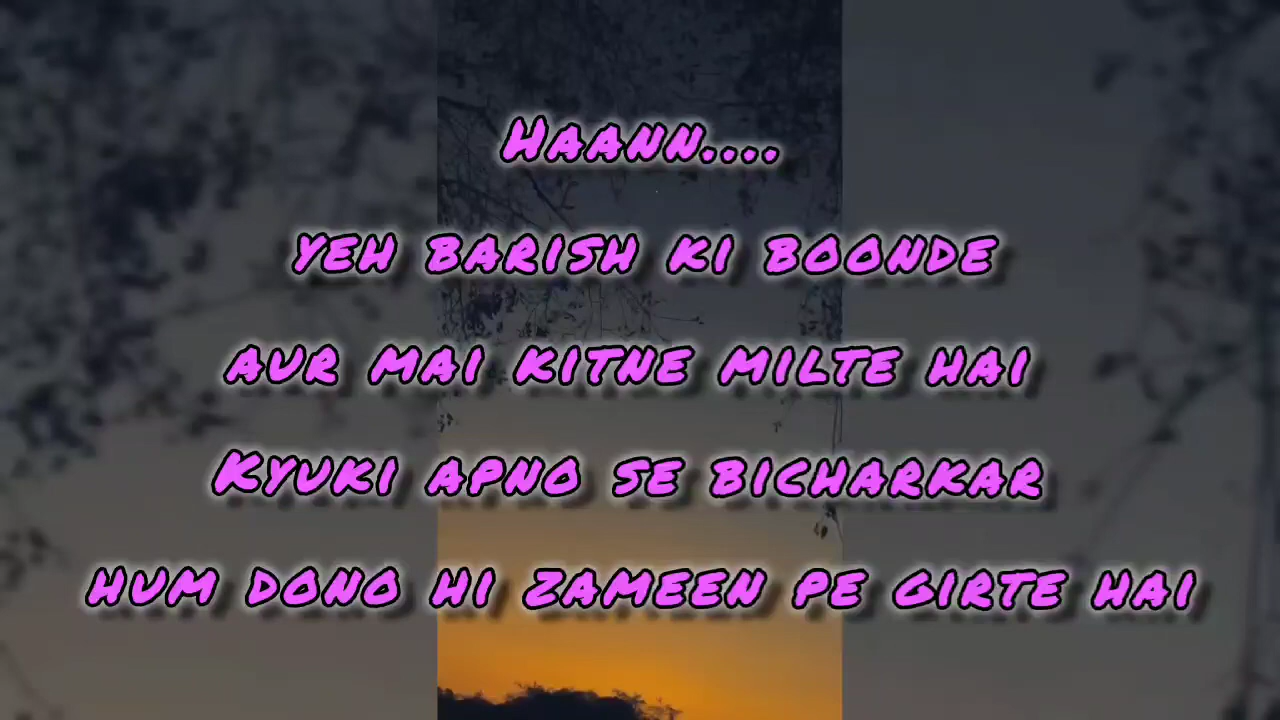 Haann....
yeh barish ki boonde
aur mai kitne milte hai
Kyuki apno se bicharkar
hum dono hi zameen pe girte hai